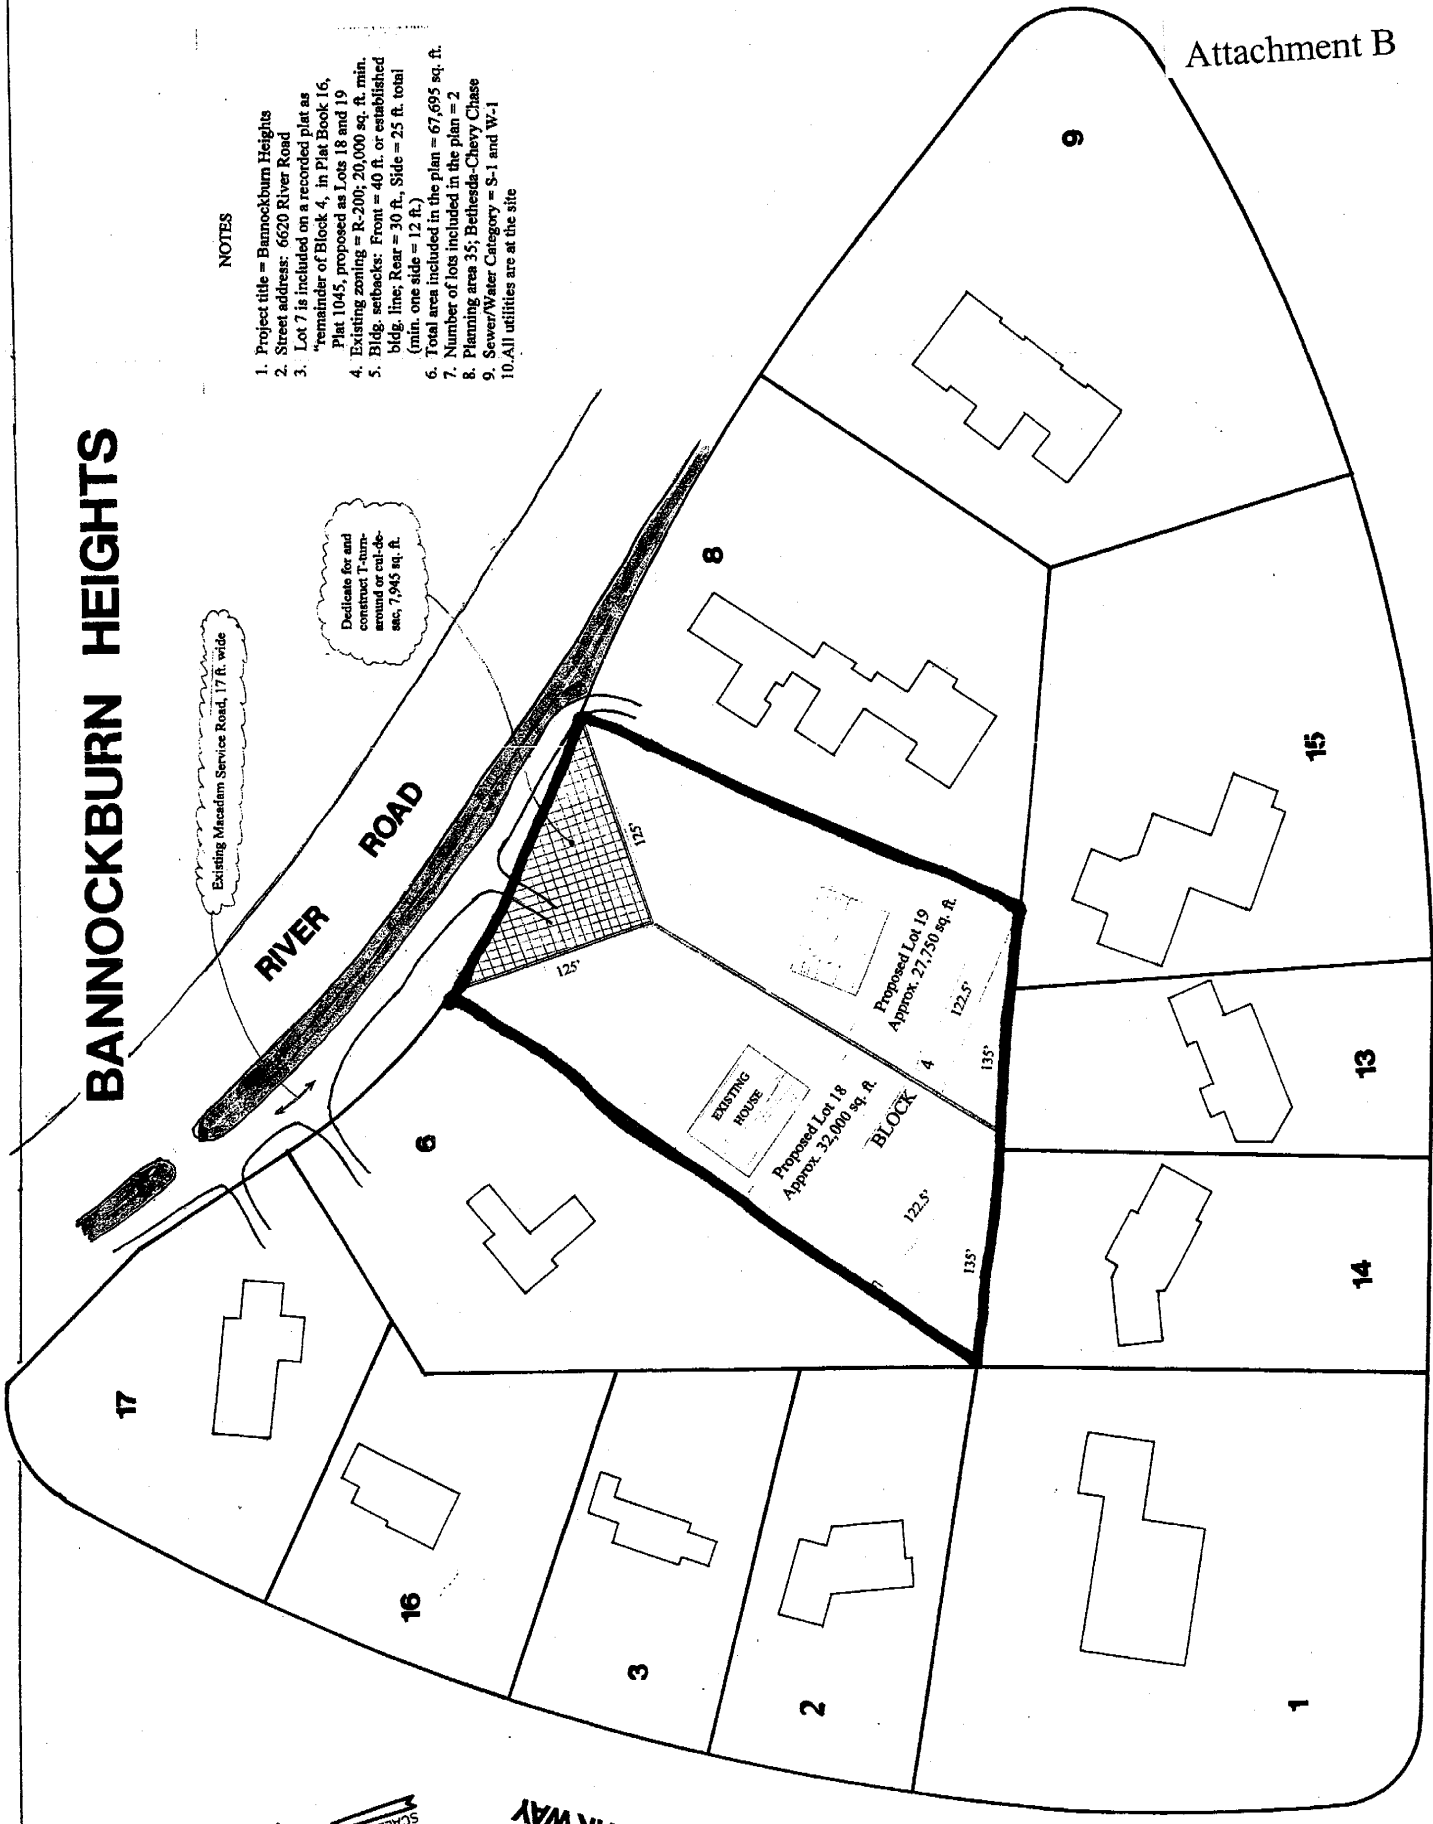 Attachment B
BANNOCKBURN HEIGHTS
NOTES
1. Project title = Bannockburn Heights
2. Street address: 6620 River Road
3. Lot 7 is included on a recorded plat as
"remainder of Block 4, in Plat Book 16,
Plat 1045, proposed as Lots 18 and 19
4. Existing zoning = R-200; 20,000 sq. ft. min.
5. Bldg. setbacks: Front = 40 ft. or established
bldg. line; Rear = 30 ft., Side = 25 ft. total
(min. one side = 12 ft.)
6. Total area included in the plan = 67,695 sq. ft.
7. Number of lots included in the plan = 2
8. Planning area 35; Bethesda-Chevy Chase
9. Sewer/Water Category = S-1 and W-1
10.All utilities are at the site
Existing Macadam Service Road, 17 ft. wide
Dedicate for and
construct T-turn-
around or cul-de-
sac, 7,945 sq. ft.
RIVER ROAD
17
6
8
9
125'
125'
EXISTING
HOUSE
Proposed Lot 18
Approx. 32,000 sq. ft.
Proposed Lot 19
Approx. 27,750 sq. ft.
BLOCK 4
122.5'
122.5'
135'
135'
16
3
2
1
14
13
15
WAY